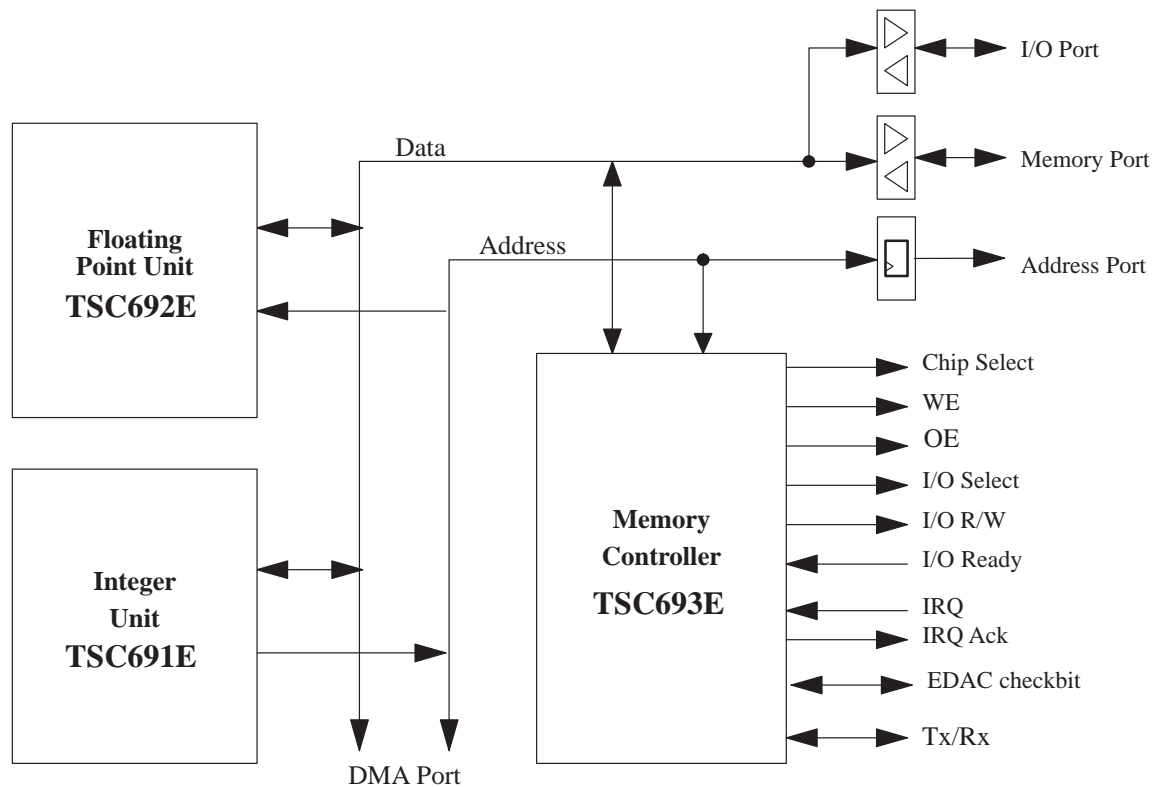 I/O Port
Data
Memory Port
Floating
Point Unit
TSC692E
Address
Address Port
Chip Select
WE
OE
I/O Select
I/O R/W
Memory
Controller
TSC693E
I/O Ready
Integer
Unit
TSC691E
IRQ
IRQ Ack
EDAC checkbit
Tx/Rx
DMA Port